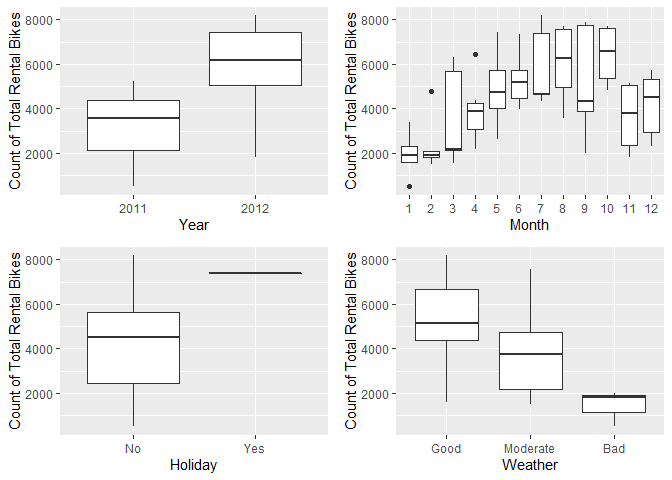 Count of Total Rental Bikes
8000
6000
4000
2000
2011 2012
Year
Count of Total Rental Bikes
8000
6000
4000
2000
1 2 3 4 5 6 7 8 9 10 11 12
Month
Count of Total Rental Bikes
8000
6000
4000
2000
No Yes
Holiday
Count of Total Rental Bikes
8000
6000
4000
2000
Good Moderate Bad
Weather